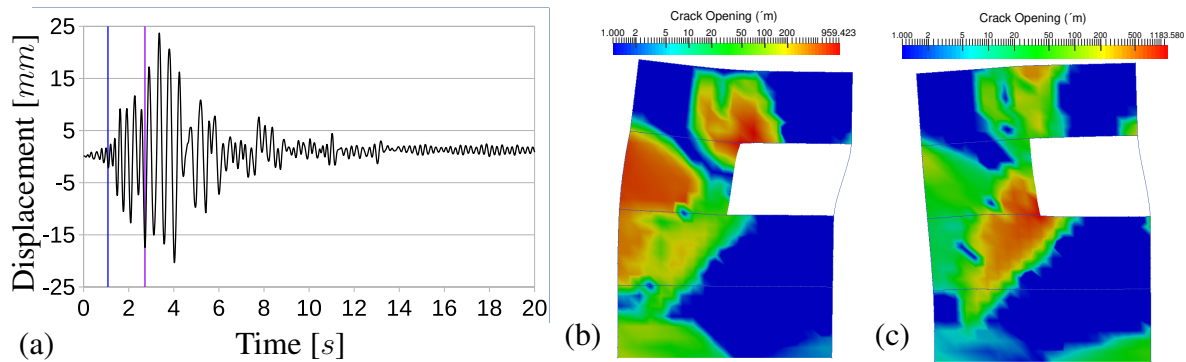 Displacement [mm]
25
15
5
-5
-15
-25
0 2 4 6 8 10 12 14 16 18 20
Time [s]
(a)
Crack Opening (´m)
1.000 2 5 10 20 50 100 200 959.423
(b)
Crack Opening (´m)
1.000 2 5 10 20 50 100 200 500 1183.580
(c)